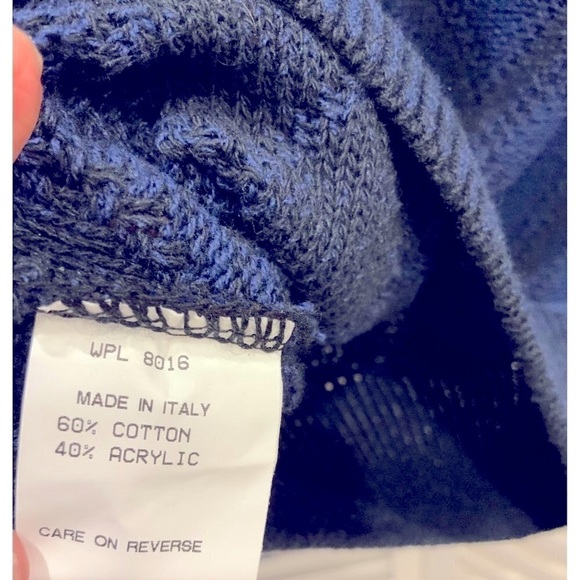 WPL 8016
MADE IN ITALY
60% COTTON
40% ACRYLIC
CARE ON REVERSE